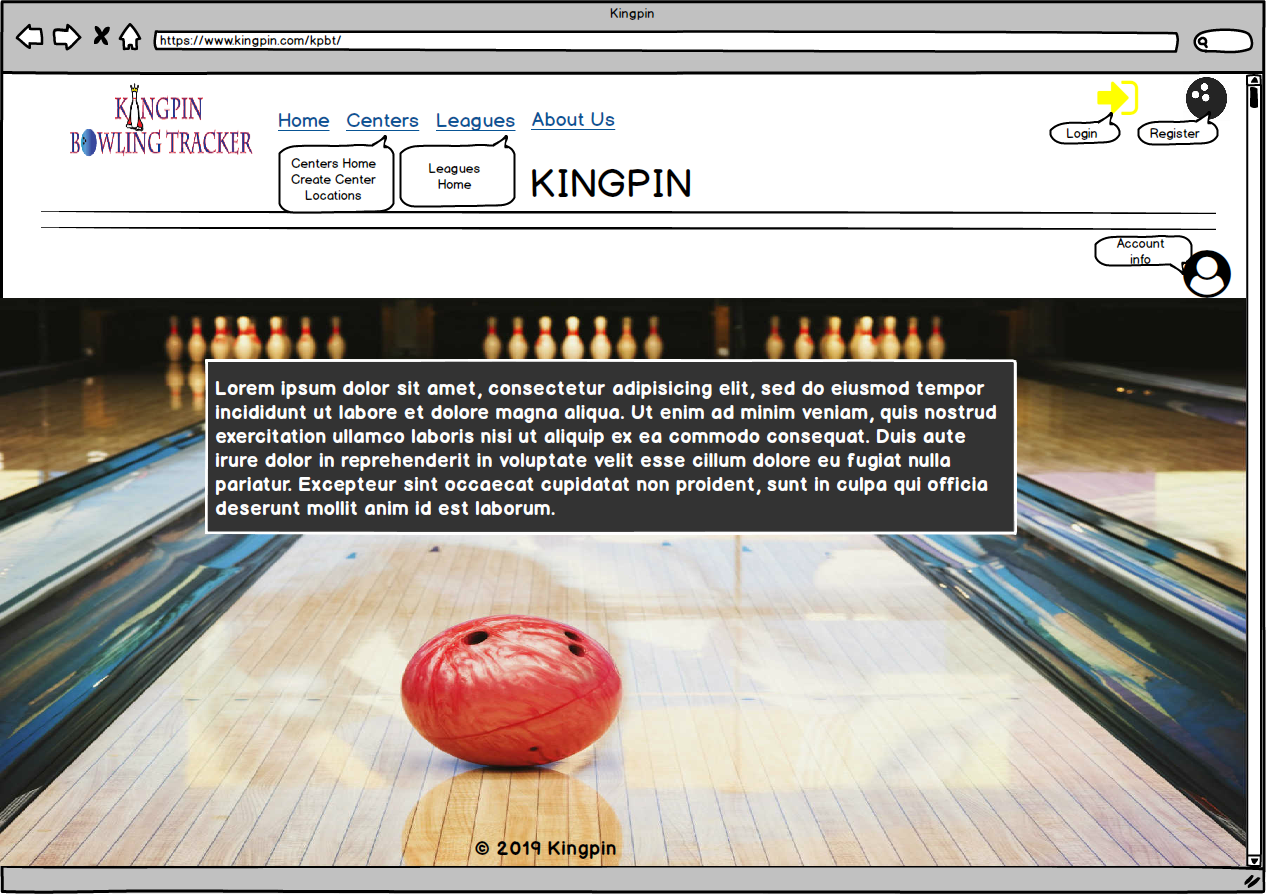 Kingpin
https://www.kingpin.com/kpbt/
KINGPIN
BOWLING TRACKER
Home Centers Leagues About Us
Login Register
Centers Home
Create Center
Locations
Leagues
Home
KINGPIN
Account
info
Lorem ipsum dolor sit amet, consectetur adipisicing elit, sed do eiusmod tempor
incididunt ut labore et dolore magna aliqua. Ut enim ad minim veniam, quis nostrud
exercitation ullamco laboris nisi ut aliquip ex ea commodo consequat. Duis aute
irure dolor in reprehenderit in voluptate velit esse cillum dolore eu fugiat nulla
pariatur. Excepteur sint occaecat cupidatat non proident, sunt in culpa qui officia
deserunt mollit anim id est laborum.
© 2019 Kingpin